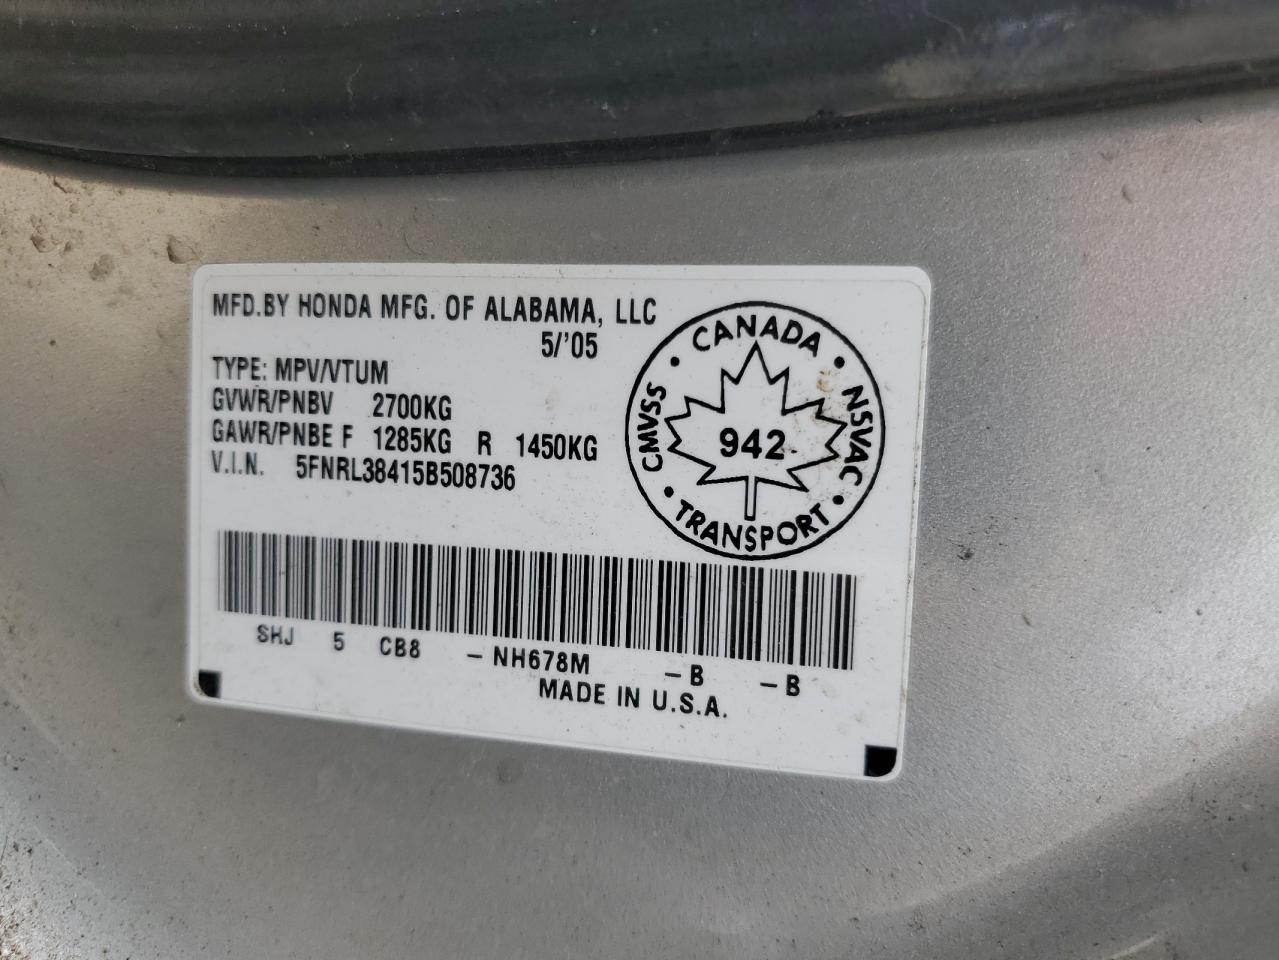 MFD.BY HONDA MFG. OF ALABAMA, LLC
5/'05
TYPE: MPV/VTUM
GVWR/PNBV 2700KG
GAWR/PNBE F 1285KG R 1450KG
V.I.N. 5FNRL38415B508736
CANADA
CMVSS
NSVAC
942
TRANSPORT
SHJ 5 CB8 - NH678M - B - B
MADE IN U.S.A.